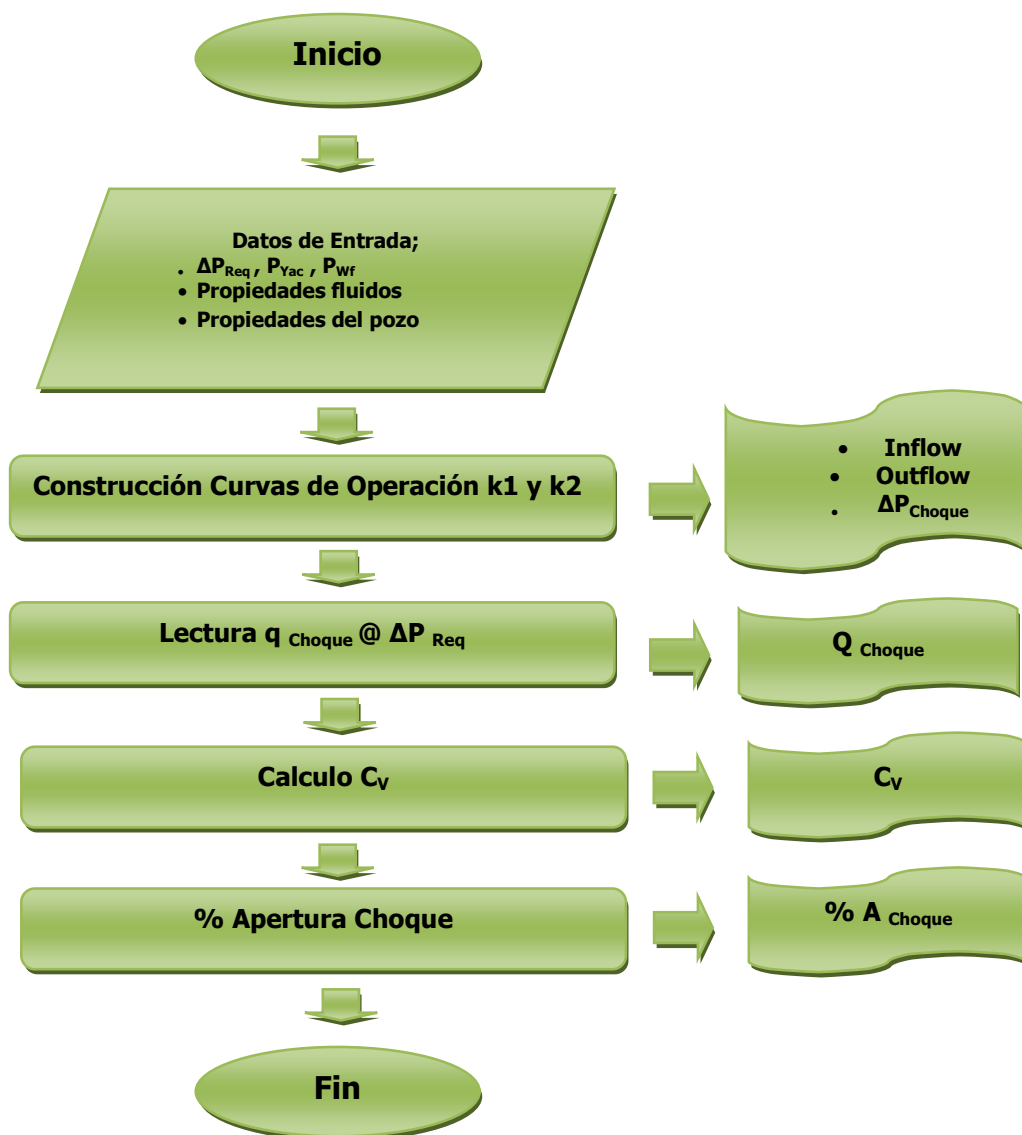 Inicio
Datos de Entrada;
. ΔPReq , PYac , PWf
• Propiedades fluidos
• Propiedades del pozo
Construcción Curvas de Operación k1 y k2
• Inflow
• Outflow
. ΔPChoque
Lectura q Choque @ ΔP Req
Q Choque
Calculo CV
CV
% Apertura Choque
% A Choque
Fin